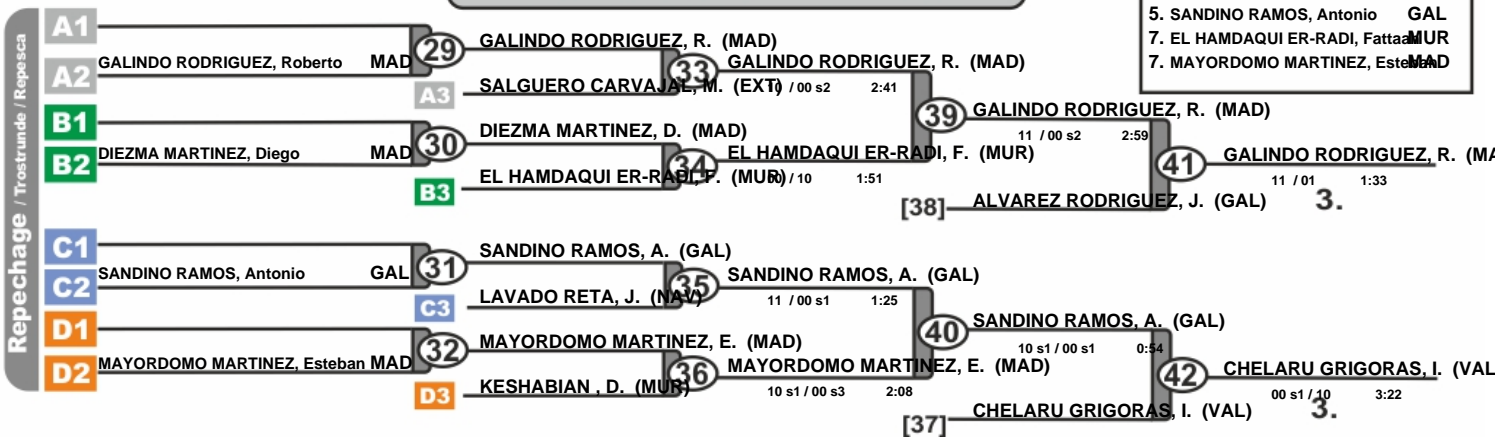 Repechage / Trostrunde / Repesca
5. SANDINO RAMOS, Antonio GAL
7. EL HAMDAQUI ER-RADI, Fattaah MUR
7. MAYORDOMO MARTINEZ, Esteban MAD
A1
GALINDO RODRIGUEZ, Roberto MAD
A2
29
GALINDO RODRIGUEZ, R. (MAD)
A3
SALGUERO CARVAJAL, M. (EXT)
33
GALINDO RODRIGUEZ, R. (MAD)
10 / 00 s2 2:41
B1
B2
DIEZMA MARTINEZ, Diego MAD
30
DIEZMA MARTINEZ, D. (MAD)
B3
EL HAMDAQUI ER-RADI, F. (MUR)
34
EL HAMDAQUI ER-RADI, F. (MUR)
00 / 10 1:51
39
GALINDO RODRIGUEZ, R. (MAD)
11 / 00 s2 2:59
[38]
ALVAREZ RODRIGUEZ, J. (GAL)
41
GALINDO RODRIGUEZ, R. (MA
11 / 01 1:33
3.
C1
SANDINO RAMOS, Antonio GAL
C2
31
SANDINO RAMOS, A. (GAL)
C3
LAVADO RETA, J. (NAV)
35
SANDINO RAMOS, A. (GAL)
11 / 00 s1 1:25
D1
MAYORDOMO MARTINEZ, Esteban MAD
D2
32
MAYORDOMO MARTINEZ, E. (MAD)
D3
KESHABIAN , D. (MUR)
36
MAYORDOMO MARTINEZ, E. (MAD)
10 s1 / 00 s3 2:08
40
SANDINO RAMOS, A. (GAL)
10 s1 / 00 s1 0:54
[37]
CHELARU GRIGORAS, I. (VAL)
42
CHELARU GRIGORAS, I. (VAL
00 s1 / 10 3:22
3.